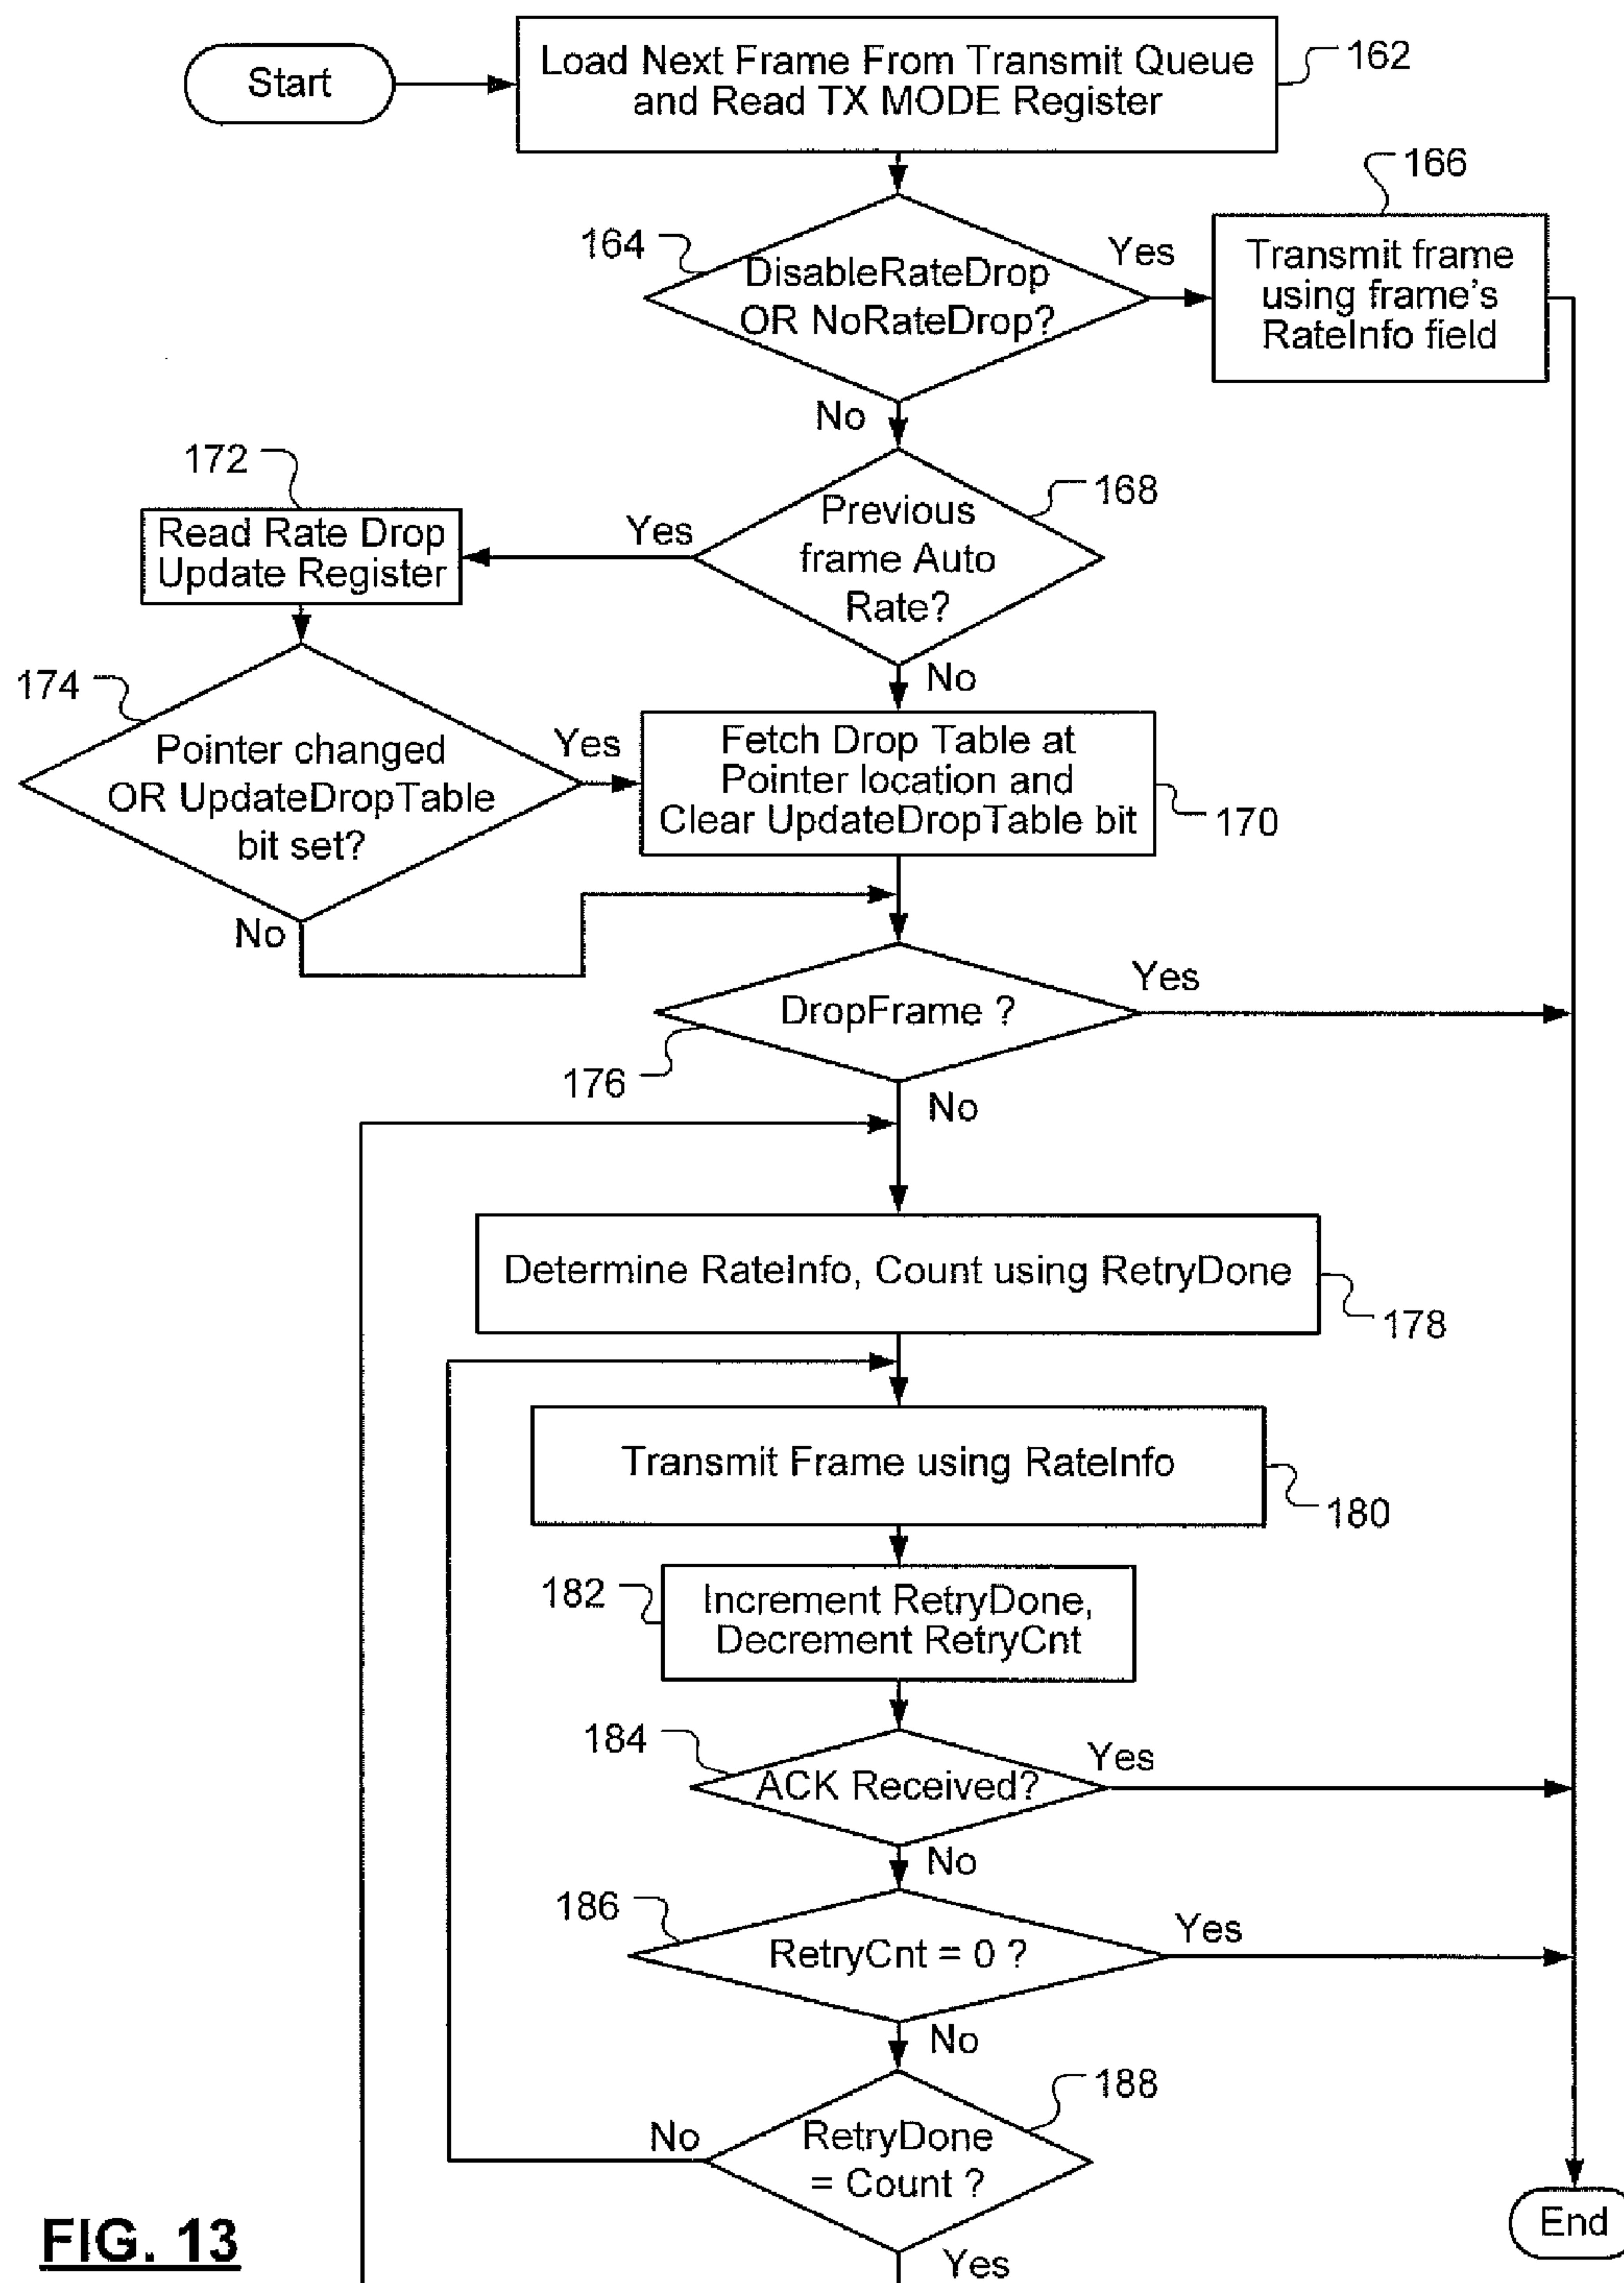 Start
Load Next Frame From Transmit Queue
and Read TX MODE Register
162
166
164
DisableRateDrop
OR NoRateDrop?
Yes
Transmit frame
using frame's
RateInfo field
No
172
168
Read Rate Drop
Update Register
Yes
Previous
frame Auto
Rate?
No
174
Pointer changed
OR UpdateDropTable
bit set?
Yes
Fetch Drop Table at
Pointer location and
Clear UpdateDropTable bit
170
No
DropFrame ?
Yes
176
No
Determine RateInfo, Count using RetryDone
178
Transmit Frame using RateInfo
180
182
Increment RetryDone,
Decrement RetryCnt
184
ACK Received?
Yes
No
186
RetryCnt = 0 ?
Yes
No
188
No
RetryDone
= Count ?
End
Yes
FIG. 13